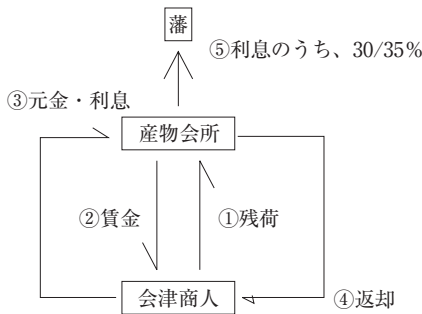 藩
⑤利息のうち、30/35%
③元金・利息
産物会所
②賃金
①残荷
会津商人
④返却